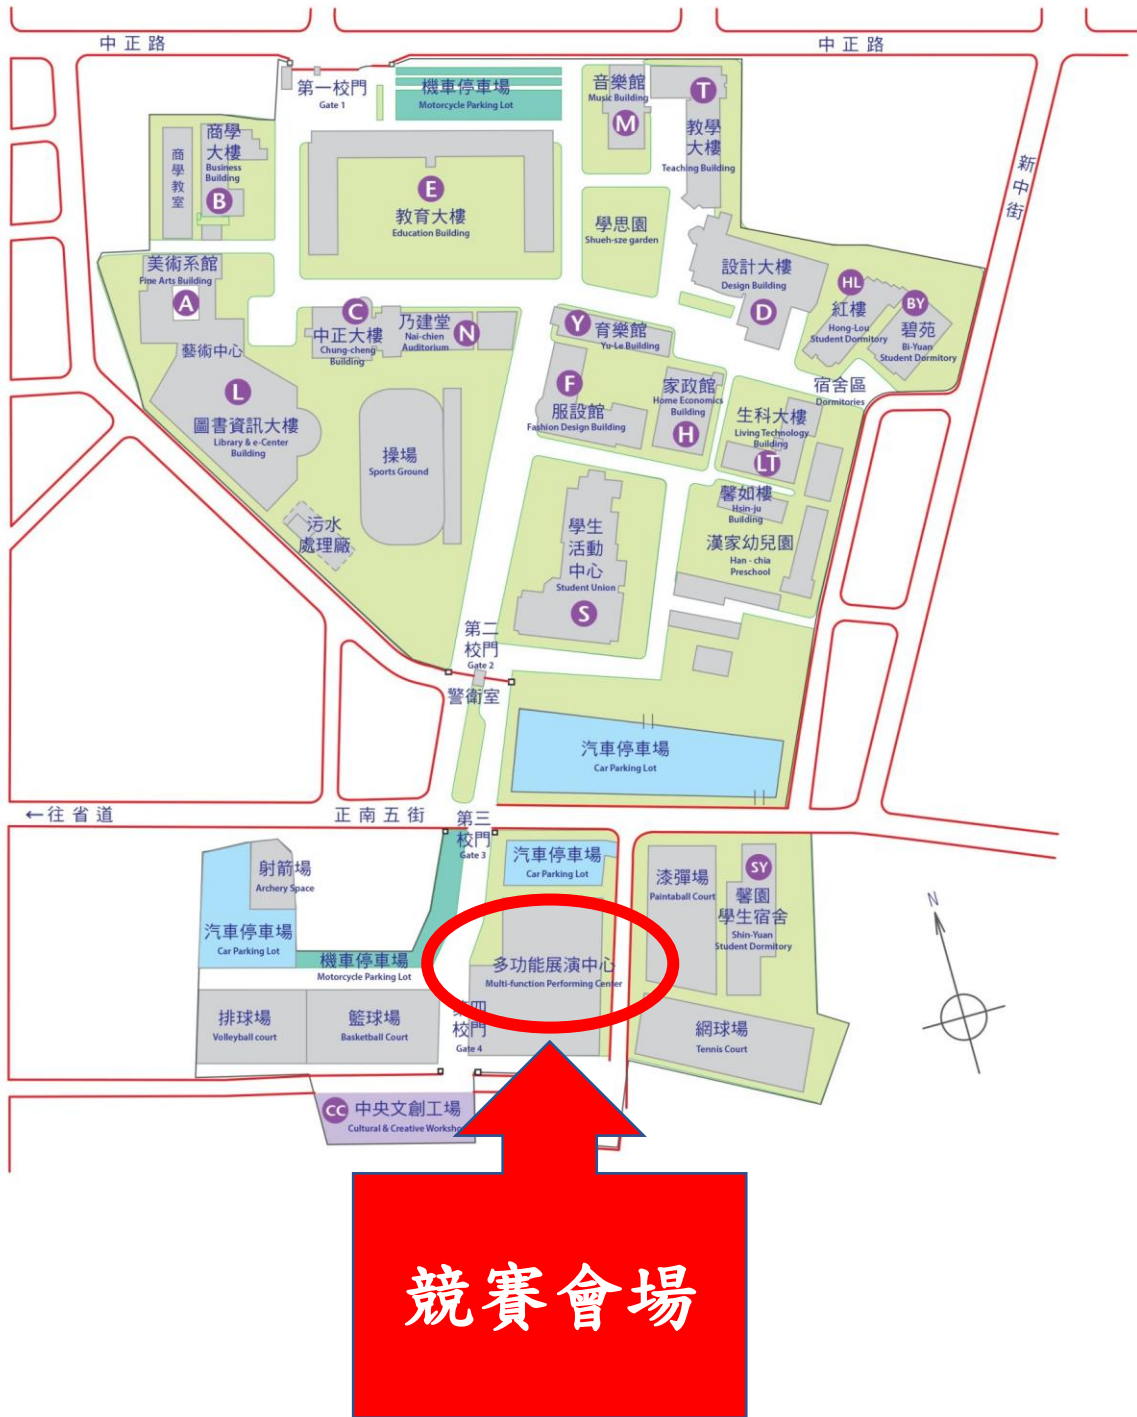 中正路
中正路
第一校門
Gate 1
機車停車場
Motorcycle Parking Lot
音樂館
Music Building
M
T
教學
大樓
Teaching Building
新中街
商學
大樓
Business
Building
B
商學教室
E
教育大樓
Education Building
學思園
Shueh-sze garden
美術系館
Fine Arts Building
A
設計大樓
Design Building
D
HL
紅樓
Hong-Lou
Student Dormitory
BY
碧苑
Bi-Yuan
Student Dormitory
C
中正大樓
Chung-cheng
Building
乃建堂
Nai-chien
Auditorium
N
Y
育樂館
Yu-Le Building
藝術中心
L
圖書資訊大樓
Library & e-Center
Building
F
服設館
Fashion Design Building
家政館
Home Economics
Building
H
宿舍區
Dormitories
生科大樓
Living Technology
Building
LT
操場
Sports Ground
馨如樓
Hsin-ju
Building
污水
處理廠
學生
活動
中心
Student Union
S
漢家幼兒園
Han - chia
Preschool
第二
校門
Gate 2
警衛室
汽車停車場
Car Parking Lot
←往省道
正南五街
第三
校門
Gate 3
汽車停車場
Car Parking Lot
射箭場
Archery Space
漆彈場
Paintaball Court
SY
馨園
學生宿舍
Shin-Yuan
Student Dormitory
N
汽車停車場
Car Parking Lot
機車停車場
Motorcycle Parking Lot
多功能展演中心
Multi-function Performing Center
排球場
Volleyball court
籃球場
Basketball Court
第四
校門
Gate 4
網球場
Tennis Court
CC
中央文創工場
Cultural & Creative Worksho
競賽會場